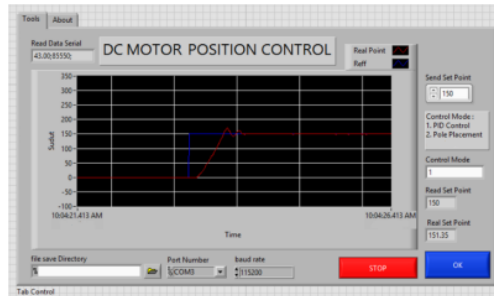 Tools
About
Read Data Serial
43.00;83550;
DC MOTOR POSITION CONTROL
Real Point
Reff
350
300
250
200
150
100
50
0
-50
-100
Sudut
10:04:21.413 AM
10:04:26.413 AM
Time
Send Set Point
150
Control Mode :
1. PID Control
2. Pole Placement
Control Mode
1
Read Set Point
150
Real Set Point
151.35
file save Directory
Port Number
COM3
baud rate
115200
STOP
OK
Tab Control